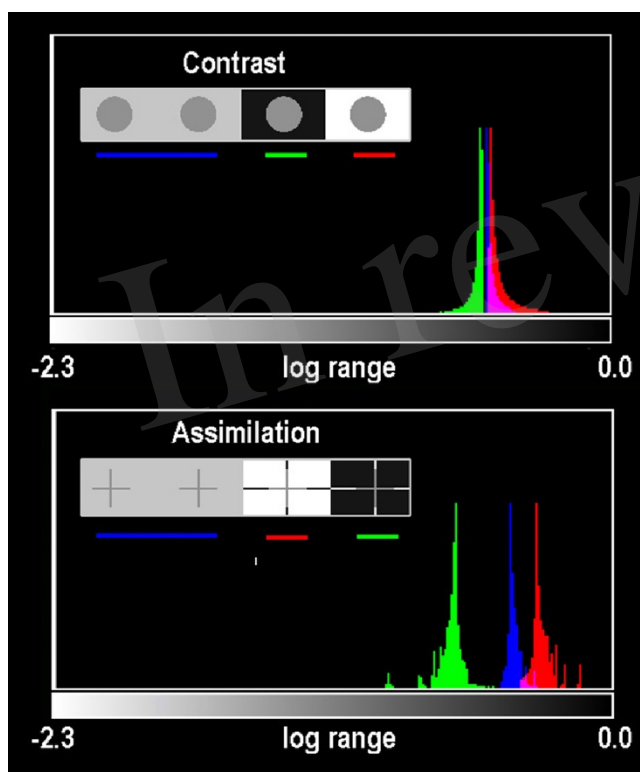 Contrast
-2.3 log range 0.0
Assimilation
-2.3 log range 0.0
In rev